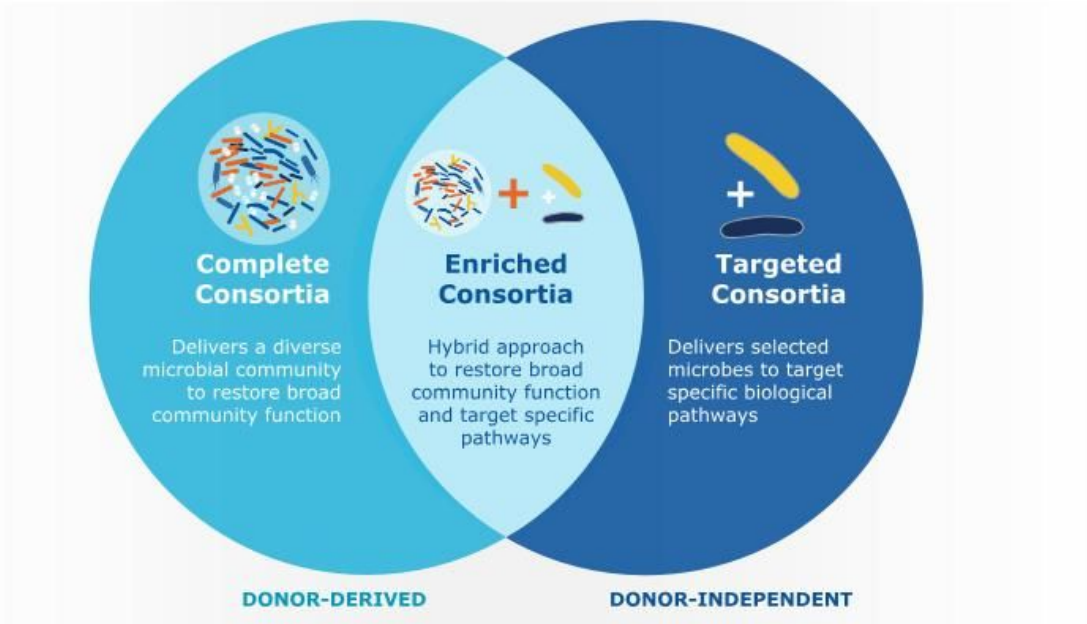 Complete
Consortia
Delivers a diverse
microbial community
to restore broad
community function
Enriched
Consortia
Hybrid approach
to restore broad
community function
and target specific
pathways
Targeted
Consortia
Delivers selected
microbes to target
specific biological
pathways
DONOR-DERIVED
DONOR-INDEPENDENT